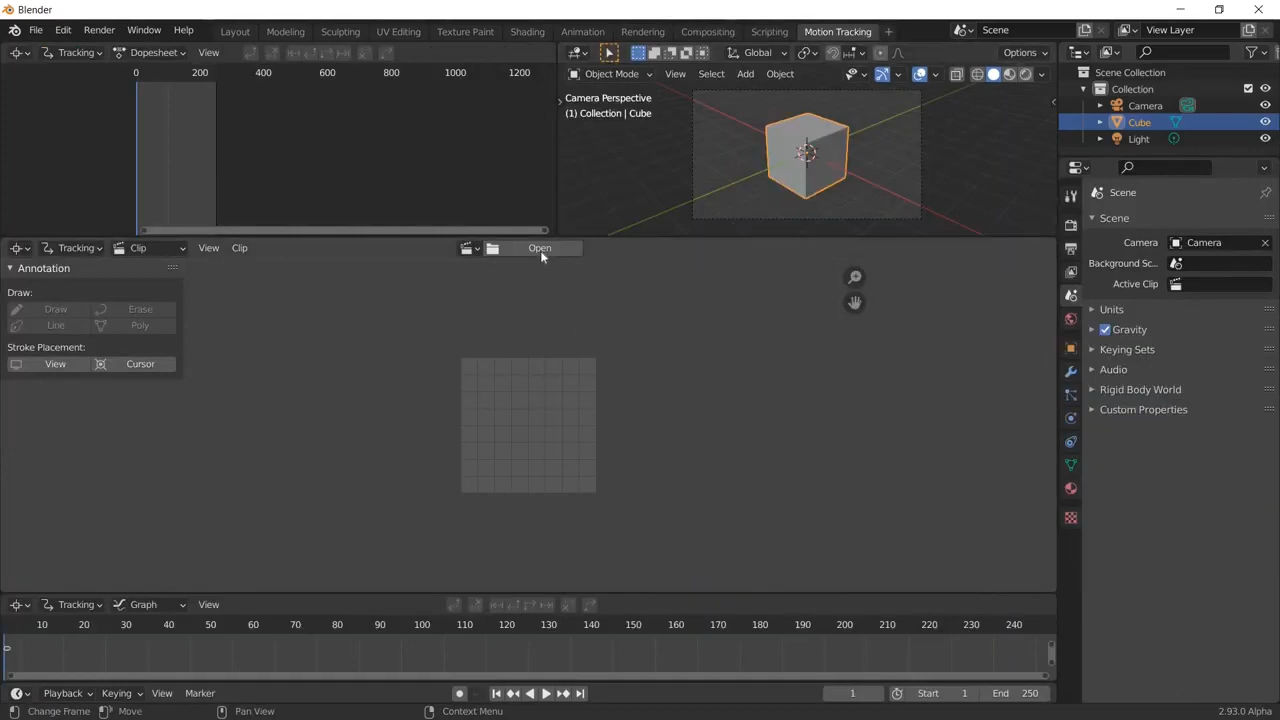 Blender
File Edit Render Window Help Layout Modeling Sculpting UV Editing Texture Paint Shading Animation Rendering Compositing Scripting Motion Tracking + Scene View Layer
Tracking Dopesheet View
Global Options
0 200 400 600 800 1000 1200
Object Mode View Select Add Object
Camera Perspective
(1) Collection | Cube
Scene Collection
Collection
Camera
Cube
Light
Scene
Scene
Camera Camera
Background Sc...
Active Clip
Units
Gravity
Keying Sets
Audio
Rigid Body World
Custom Properties
Tracking Clip View Clip Open
Annotation
Draw:
Draw Erase
Line Poly
Stroke Placement:
View Cursor
Tracking Graph View
10 20 30 40 50 60 70 80 90 100 110 120 130 140 150 160 170 180 190 200 210 220 230 240
Playback Keying View Marker 1 Start 1 End 250
Change Frame Move Pan View Context Menu 2.93.0 Alpha